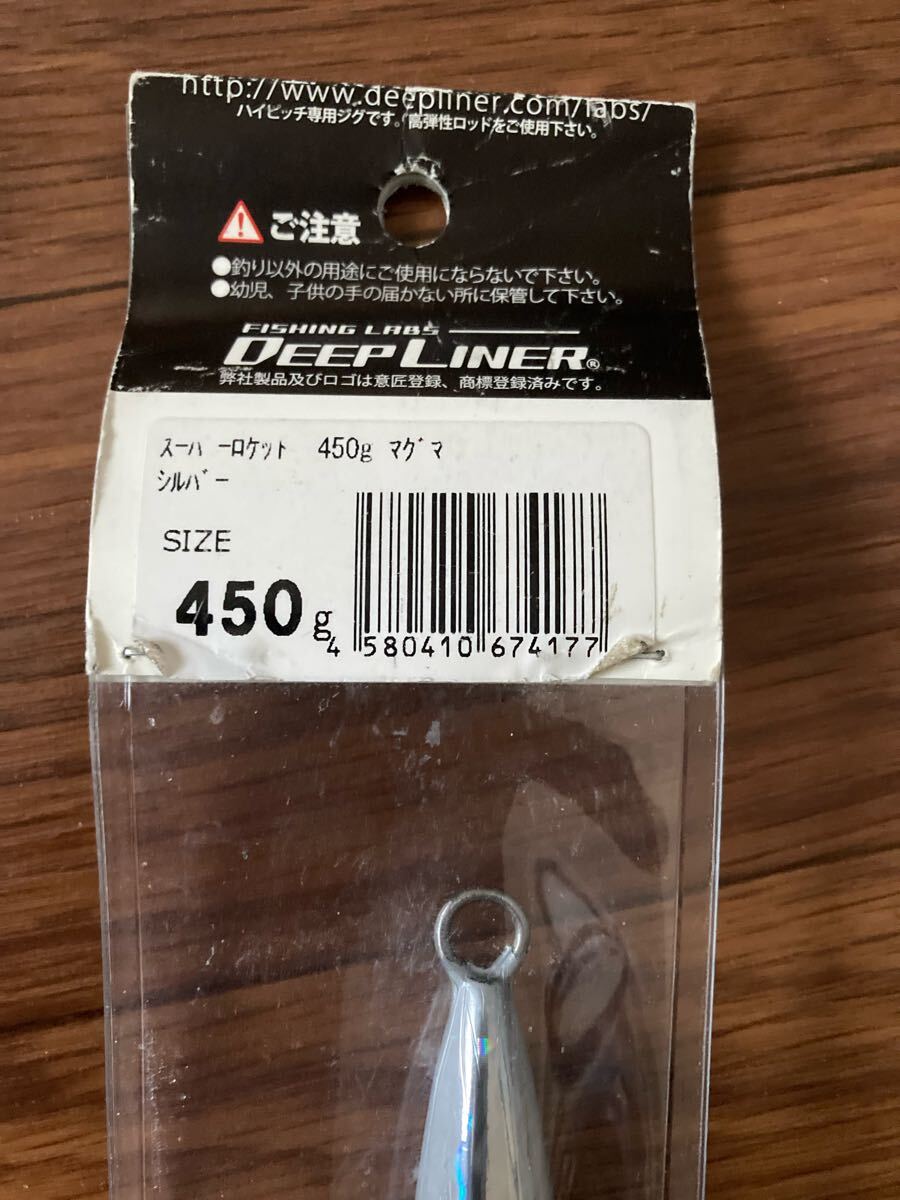 http://www.deepliner.com/labs/
ハイピッチ専用ジグです。高弾性ロッドをご使用下さい。
ご注意
●釣り以外の用途にご使用にならないで下さい。
●幼児、子供の手の届かない所に保管して下さい。
FISHING LABS
DEEPLINER®
弊社製品及びロゴは意匠登録、商標登録済みです。
ｽｰﾊﾟｰﾛｹｯﾄ 450g ﾏｸﾞﾏ
ｼﾙﾊﾞｰ
SIZE
450g
4 580410 674177